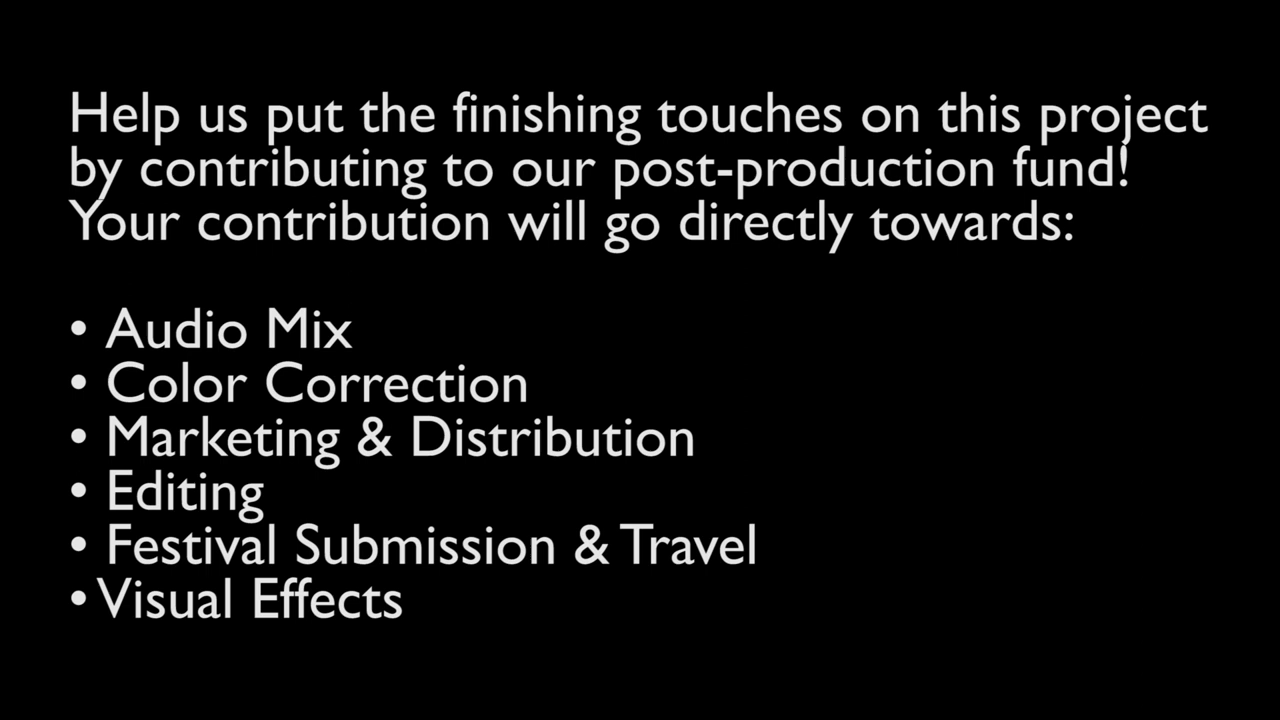 Help us put the finishing touches on this project
by contributing to our post-production fund!
Your contribution will go directly towards:
• Audio Mix
• Color Correction
• Marketing & Distribution
• Editing
• Festival Submission & Travel
• Visual Effects